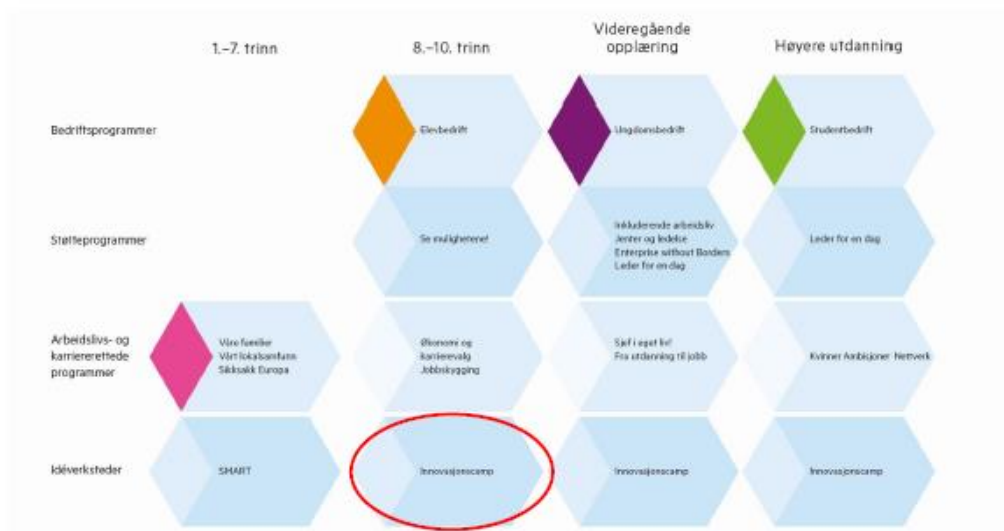 1.–7. trinn
8.–10. trinn
Videregående
opplæring
Høyere utdanning
Bedriftsprogrammer
Elevbedrift
Ungdomsbedrift
Studentbedrift
Støtteprogrammer
Se mulighetene!
Inkluderende arbeidsliv
Jenter og ledelse
Enterprise without Borders
Leder for en dag
Leder for en dag
Arbeidslivs- og
karriererettede
programmer
Våre familier
Vårt lokalsamfunn
Sikksakk Europa
Økonomi og
karrierevalg
Jobbskygging
Sjef i eget liv!
Fra utdanning til jobb
Kvinner Ambisjoner Nettverk
Idéverksteder
SMART
Innovasjonscamp
Innovasjonscamp
Innovasjonscamp